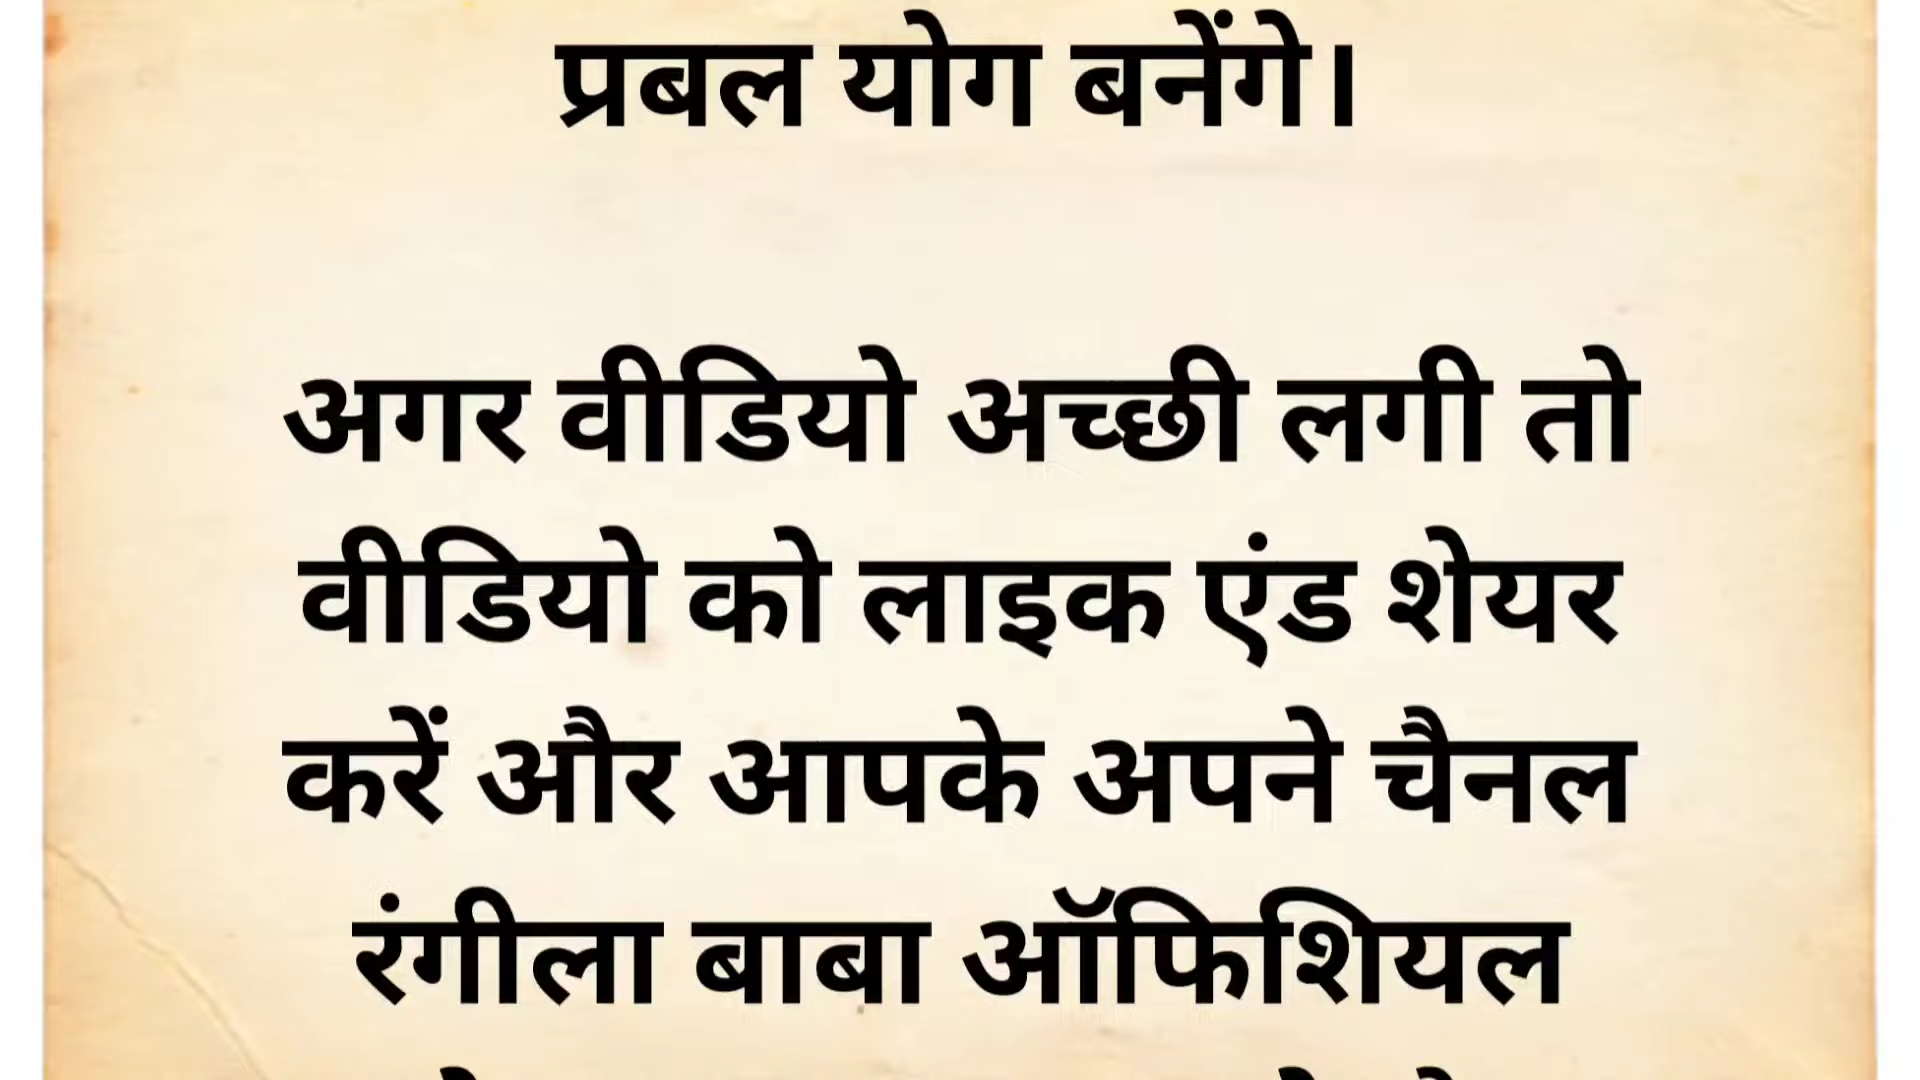 प्रबल योग बनेंगे।
अगर वीडियो अच्छी लगी तो
वीडियो को लाइक एंड शेयर
करें और आपके अपने चैनल
रंगीला बाबा ऑफिशियल